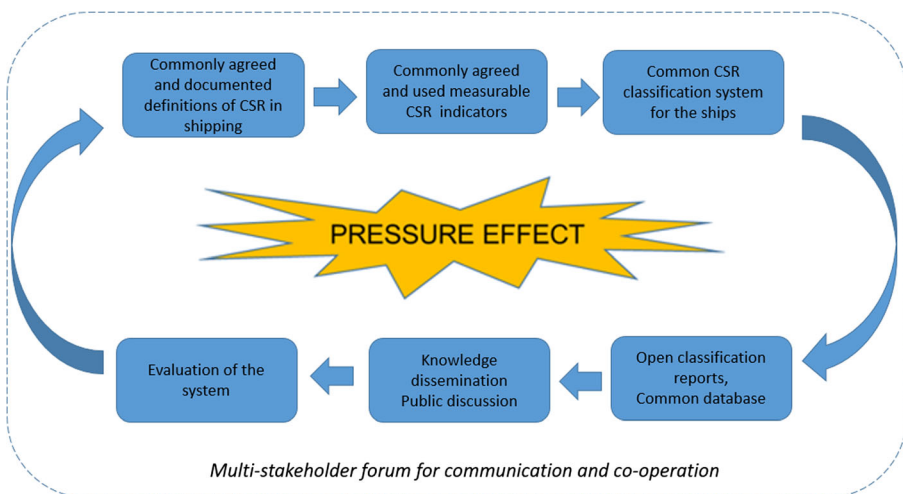 Commonly agreed
and documented
definitions of CSR in
shipping
Commonly agreed
and used measurable
CSR indicators
Common CSR
classification system
for the ships
PRESSURE EFFECT
Evaluation of the
system
Knowledge
dissemination
Public discussion
Open classification
reports,
Common database
Multi-stakeholder forum for communication and co-operation